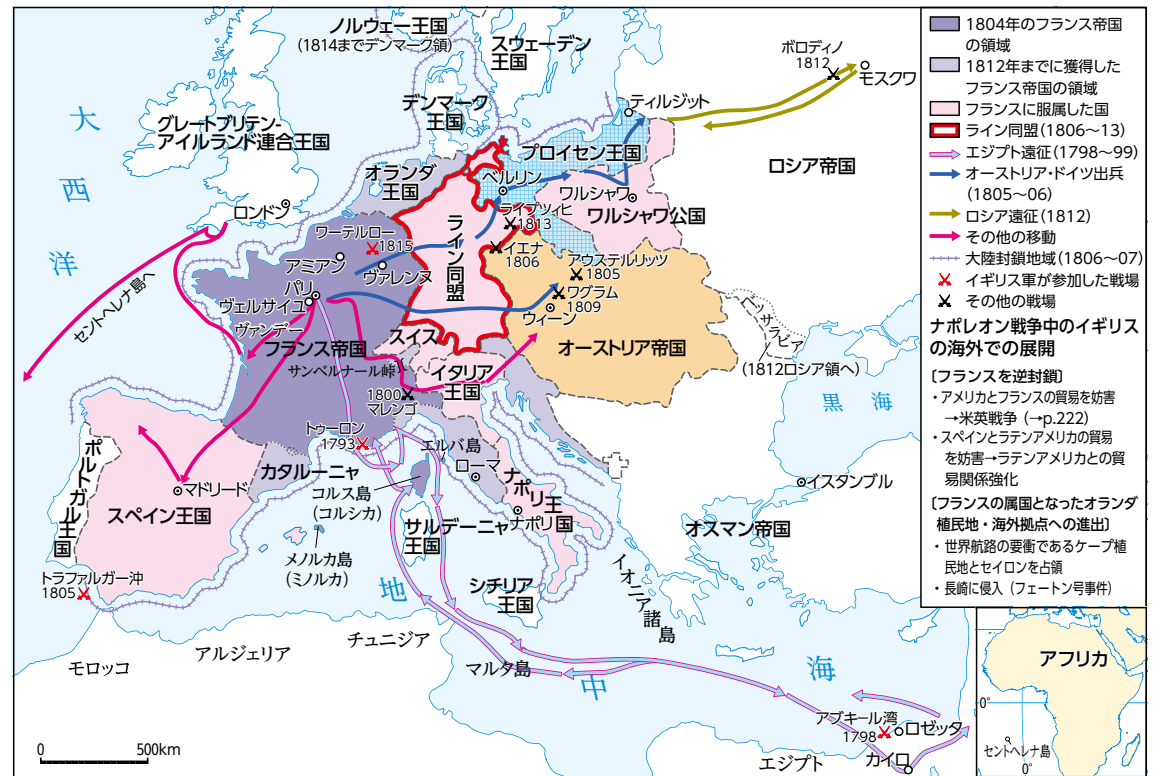 ノルウェー王国
(1814までデンマーク領)
スウェーデン
王国
ボロディノ
1812
モスクワ
大西洋
グレートブリテン-
アイルランド連合王国
デンマーク
王国
ティルジット
ロシア帝国
オランダ
王国
プロイセン王国
ベルリン
ワルシャワ
ワルシャワ公国
ロンドン
ライプツィヒ
1813
ワーテルロー
1815
ライン同盟
イエナ
1806
アウステルリッツ
1805
アミアン
ヴァレンヌ
ワグラム
1809
パリ
ヴェルサイユ
ウィーン
セントヘレナ島へ
ヴァンデー
フランス帝国
スイス
オーストリア帝国
ベッサラビア
(1812ロシア領へ)
サンベルナール峠
イタリア
王国
1800
マレンゴ
黒海
トゥーロン
1793
エルバ島
カタルーニャ
ローマ
ポルトガル王国
マドリード
コルス島
(コルシカ)
ナポリ王国
ナポリ
イスタンブル
スペイン王国
サルデーニャ
王国
オスマン帝国
メノルカ島
(ミノルカ)
トラファルガー沖
1805
シチリア
王国
イオニア諸島
地中海
チュニジア
アルジェリア
モロッコ
マルタ島
アブキール湾
1798
ロゼッタ
カイロ
エジプト
0
500km
1804年のフランス帝国
の領域
1812年までに獲得した
フランス帝国の領域
フランスに服属した国
ライン同盟(1806〜13)
エジプト遠征(1798〜99)
オーストリア・ドイツ出兵
(1805〜06)
ロシア遠征(1812)
その他の移動
大陸封鎖地域(1806〜07)
イギリス軍が参加した戦場
その他の戦場
ナポレオン戦争中のイギリス
の海外での展開
〔フランスを逆封鎖〕
・アメリカとフランスの貿易を妨害
→米英戦争(→p.222)
・スペインとラテンアメリカの貿易
を妨害→ラテンアメリカとの貿
易関係強化
〔フランスの属国となったオランダ
植民地・海外拠点への進出〕
・世界航路の要衝であるケープ植
民地とセイロンを占領
・長崎に侵入(フェートン号事件)
アフリカ
0°
セントヘレナ島
0°